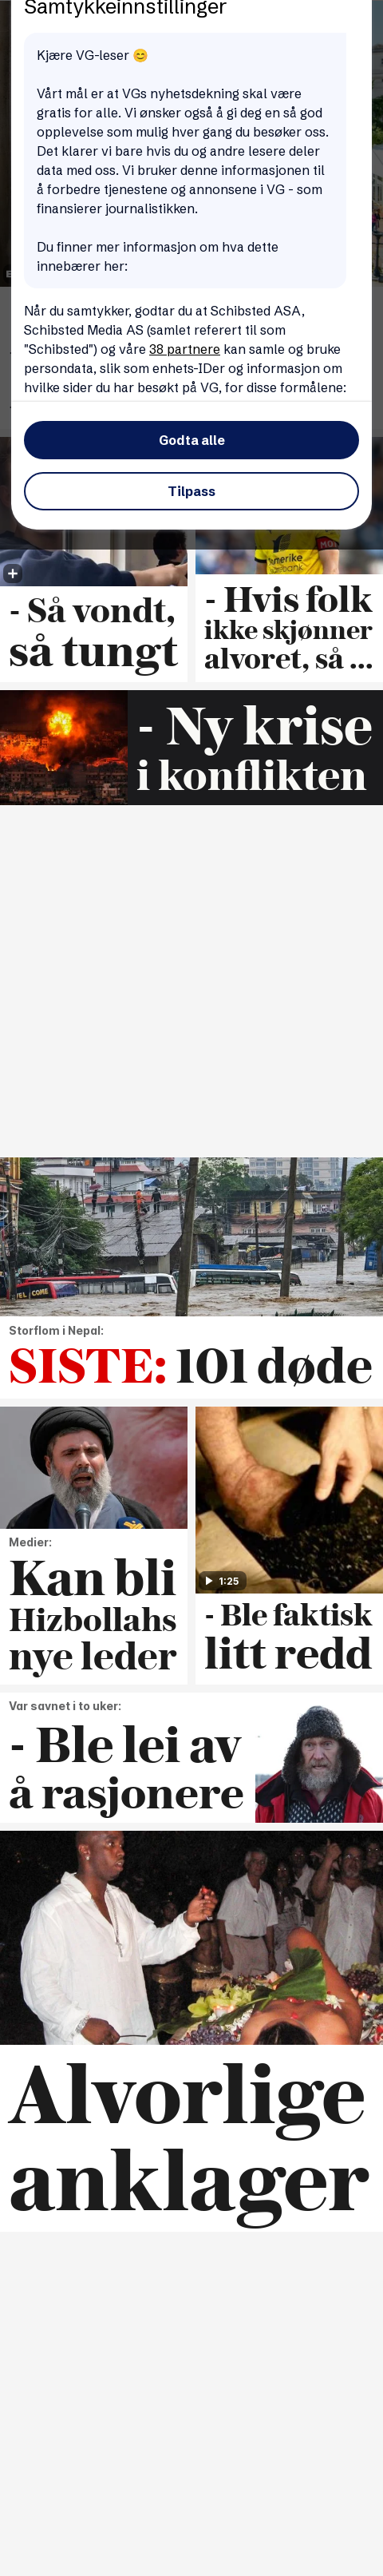 Samtykkeinnstillinger
Kjære VG-leser 😊
Vårt mål er at VGs nyhetsdekning skal være
gratis for alle. Vi ønsker også å gi deg en så god
opplevelse som mulig hver gang du besøker oss.
Det klarer vi bare hvis du og andre lesere deler
data med oss. Vi bruker denne informasjonen til
å forbedre tjenestene og annonsene i VG - som
finansierer journalistikken.
Du finner mer informasjon om hva dette
innebærer her:
Når du samtykker, godtar du at Schibsted ASA,
Schibsted Media AS (samlet referert til som
"Schibsted") og våre 38 partnere kan samle og bruke
persondata, slik som enhets-IDer og informasjon om
hvilke sider du har besøkt på VG, for disse formålene:
Godta alle
Tilpass
- Så vondt,
så tungt
- Hvis folk
ikke skjønner
alvoret, så ...
- Ny krise
i konflikten
Storflom i Nepal:
SISTE: 101 døde
Medier:
Kan bli
Hizbollahs
nye leder
1:25
- Ble faktisk
litt redd
Var savnet i to uker:
- Ble lei av
å rasjonere
Alvorlige
anklager